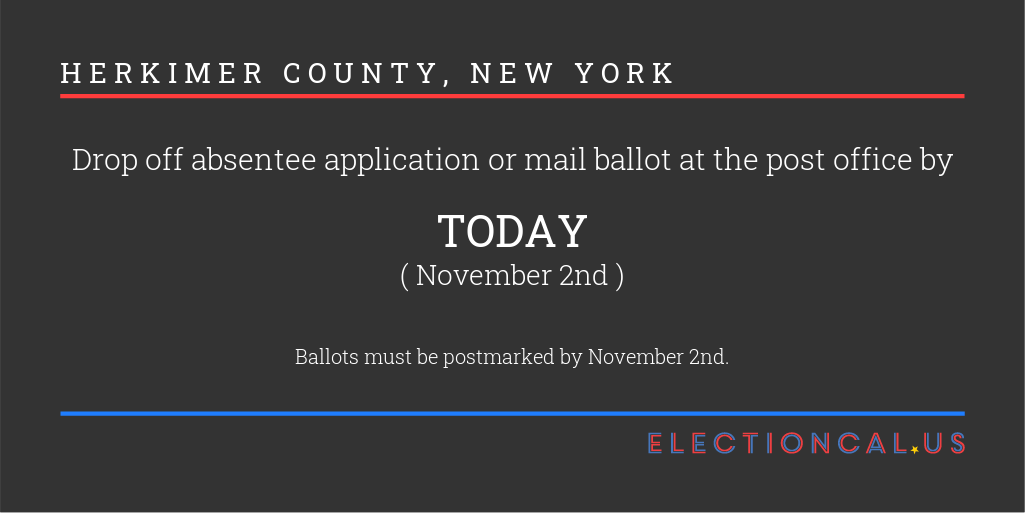 HERKIMER COUNTY, NEW YORK
Drop off absentee application or mail ballot at the post office by
TODAY
( November 2nd )
Ballots must be postmarked by November 2nd.
ELECTIONCAL.US